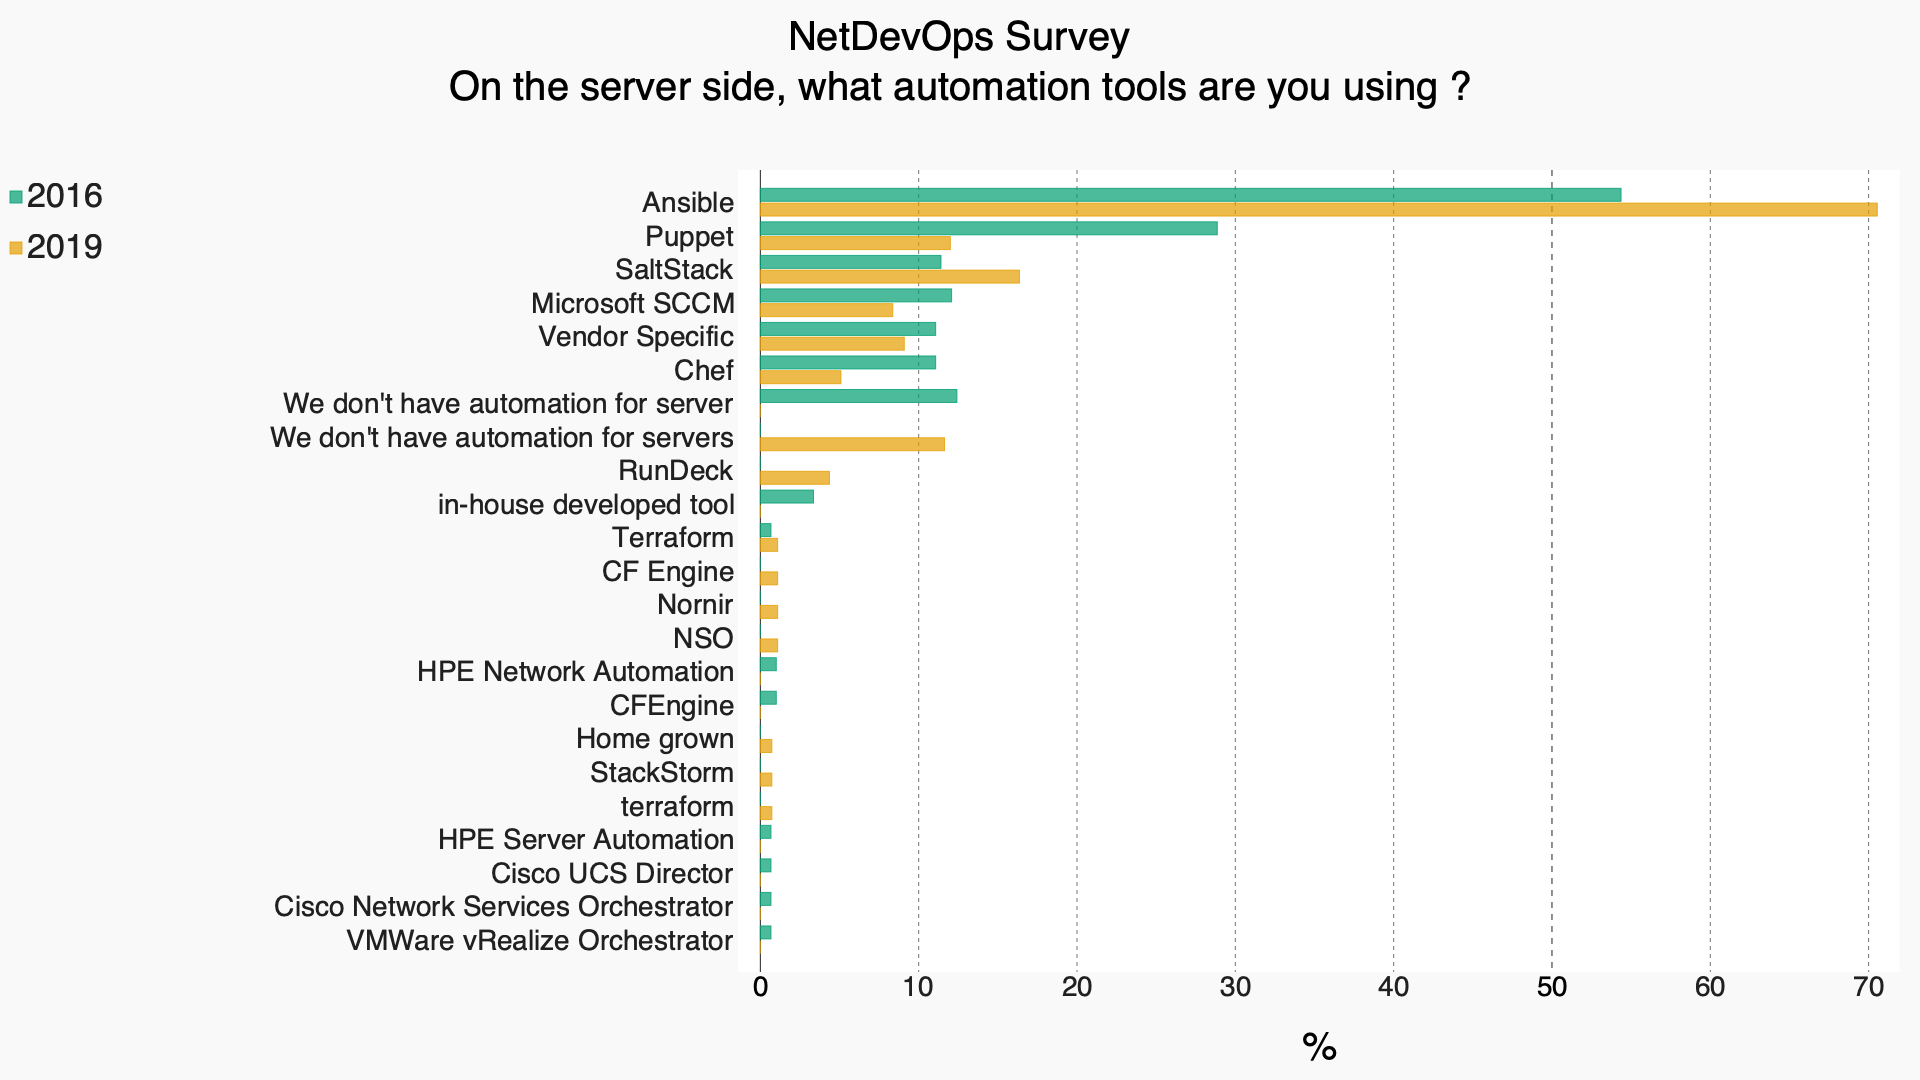 NetDevOps Survey
On the server side, what automation tools are you using ?
2016
2019
Ansible
Puppet
SaltStack
Microsoft SCCM
Vendor Specific
Chef
We don't have automation for server
We don't have automation for servers
RunDeck
in-house developed tool
Terraform
CF Engine
Nornir
NSO
HPE Network Automation
CFEngine
Home grown
StackStorm
terraform
HPE Server Automation
Cisco UCS Director
Cisco Network Services Orchestrator
VMWare vRealize Orchestrator
0 10 20 30 40 50 60 70
%